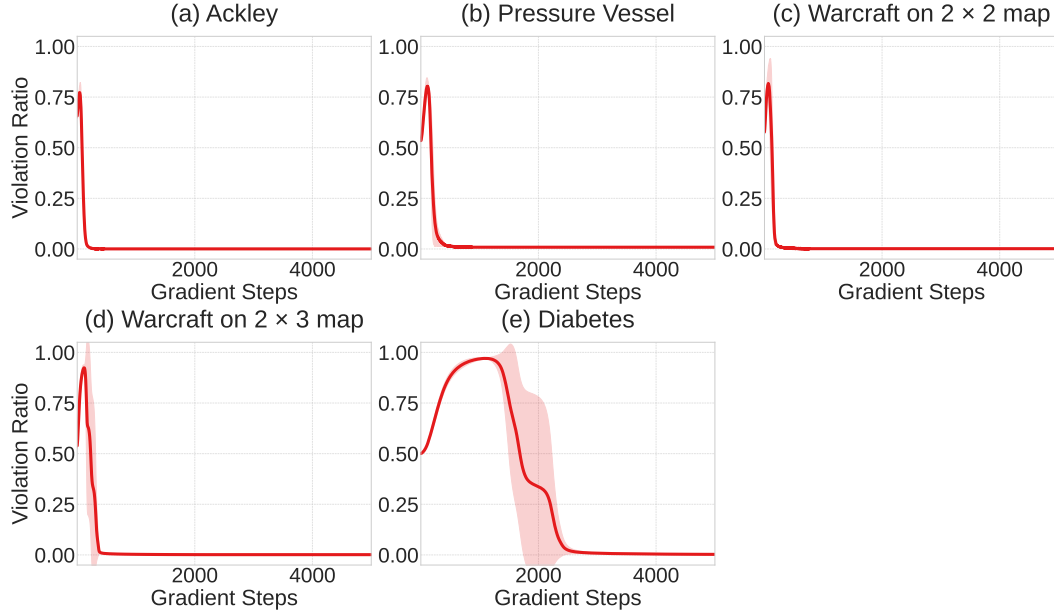 (a) Ackley
(b) Pressure Vessel
(c) Warcraft on 2 × 2 map
Violation Ratio
1.00
0.75
0.50
0.25
0.00
2000
4000
Gradient Steps
1.00
0.75
0.50
0.25
0.00
2000
4000
Gradient Steps
1.00
0.75
0.50
0.25
0.00
2000
4000
Gradient Steps
(d) Warcraft on 2 × 3 map
(e) Diabetes
Violation Ratio
1.00
0.75
0.50
0.25
0.00
2000
4000
Gradient Steps
1.00
0.75
0.50
0.25
0.00
2000
4000
Gradient Steps